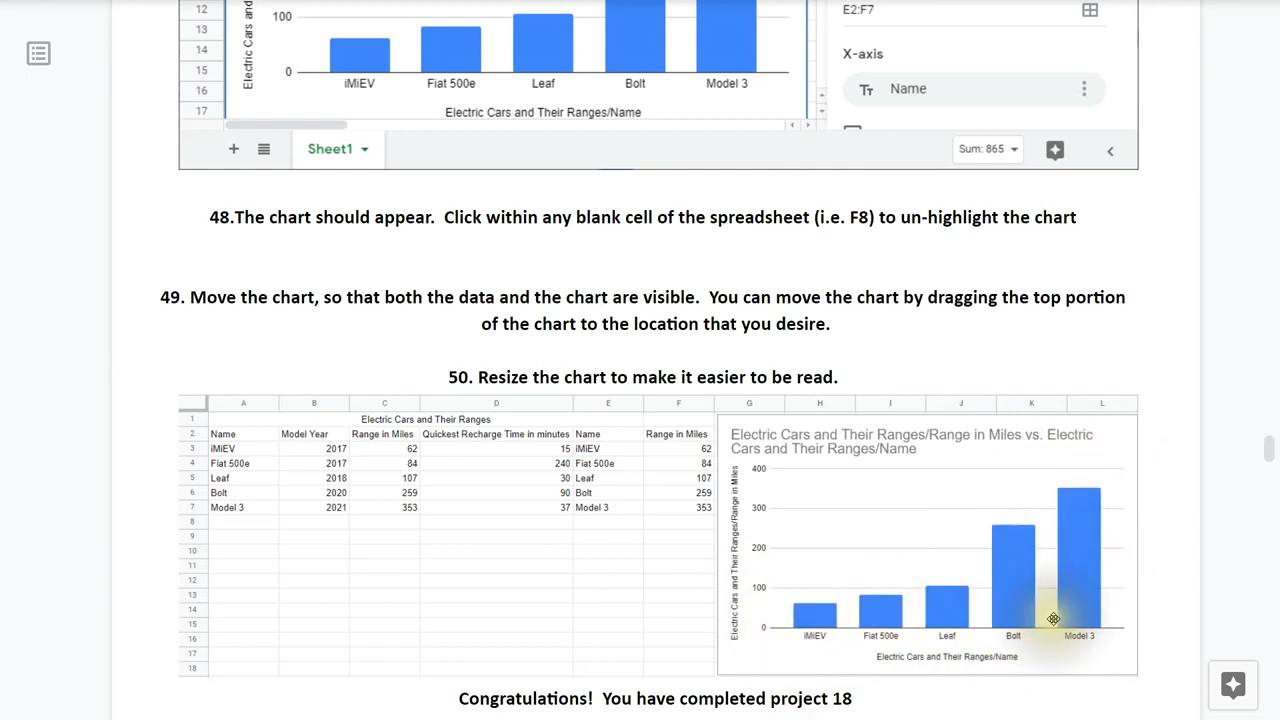 12
13
14
15
16
17
100
0
Electric Cars and
iMiEV Fiat 500e Leaf Bolt Model 3
Electric Cars and Their Ranges/Name
E2:F7
X-axis
Tт Name
+ Sheet1
Sum: 865
48.The chart should appear. Click within any blank cell of the spreadsheet (i.e. F8) to un-highlight the chart
49. Move the chart, so that both the data and the chart are visible. You can move the chart by dragging the top portion
of the chart to the location that you desire.
50. Resize the chart to make it easier to be read.
A B C D E F G H I J K L
1 Electric Cars and Their Ranges
2 Name Model Year Range in Miles Quickest Recharge Time in minutes Name Range in Miles
3 iMiEV 2017 62 15 iMiEV 62
4 Fiat 500e 2017 84 240 Fiat 500e 84
5 Leaf 2018 107 30 Leaf 107
6 Bolt 2020 259 90 Bolt 259
7 Model 3 2021 353 37 Model 3 353
8
9
10
11
12
13
14
15
16
17
18
Electric Cars and Their Ranges/Range in Miles vs. Electric
Cars and Their Ranges/Name
Electric Cars and Their Ranges/Range in Miles
400
300
200
100
0
iMiEV Fiat 500e Leaf Bolt Model 3
Electric Cars and Their Ranges/Name
Congratulations! You have completed project 18